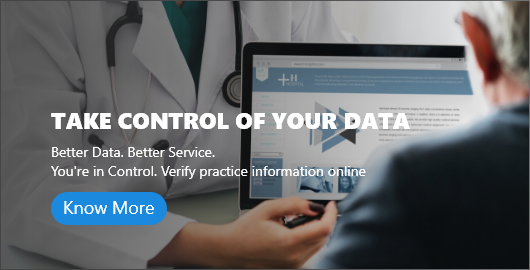 TAKE CONTROL OF YOUR DATA
Better Data. Better Service.
You're in Control. Verify practice information online
Know More